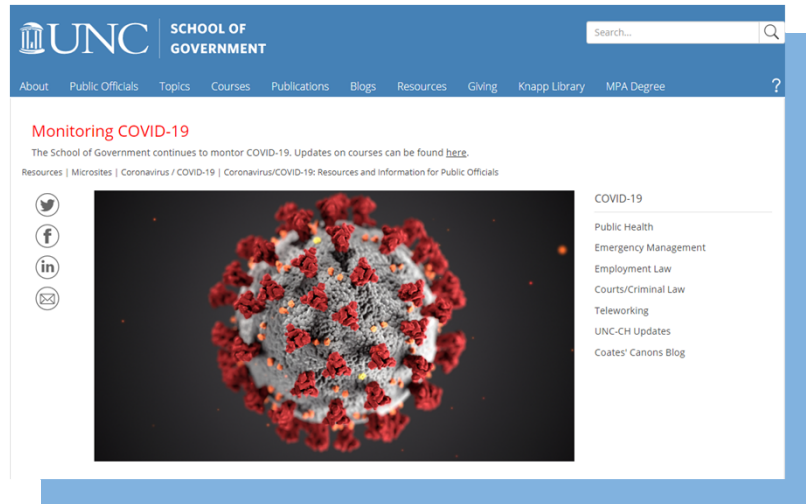 UNC
SCHOOL OF
GOVERNMENT
Search...
About Public Officials Topics Courses Publications Blogs Resources Giving Knapp Library MPA Degree ?
Monitoring COVID-19
The School of Government continues to montor COVID-19. Updates on courses can be found here.
Resources | Microsites | Coronavirus / COVID-19 | Coronavirus/COVID-19: Resources and Information for Public Officials
COVID-19
Public Health
Emergency Management
Employment Law
Courts/Criminal Law
Teleworking
UNC-CH Updates
Coates' Canons Blog